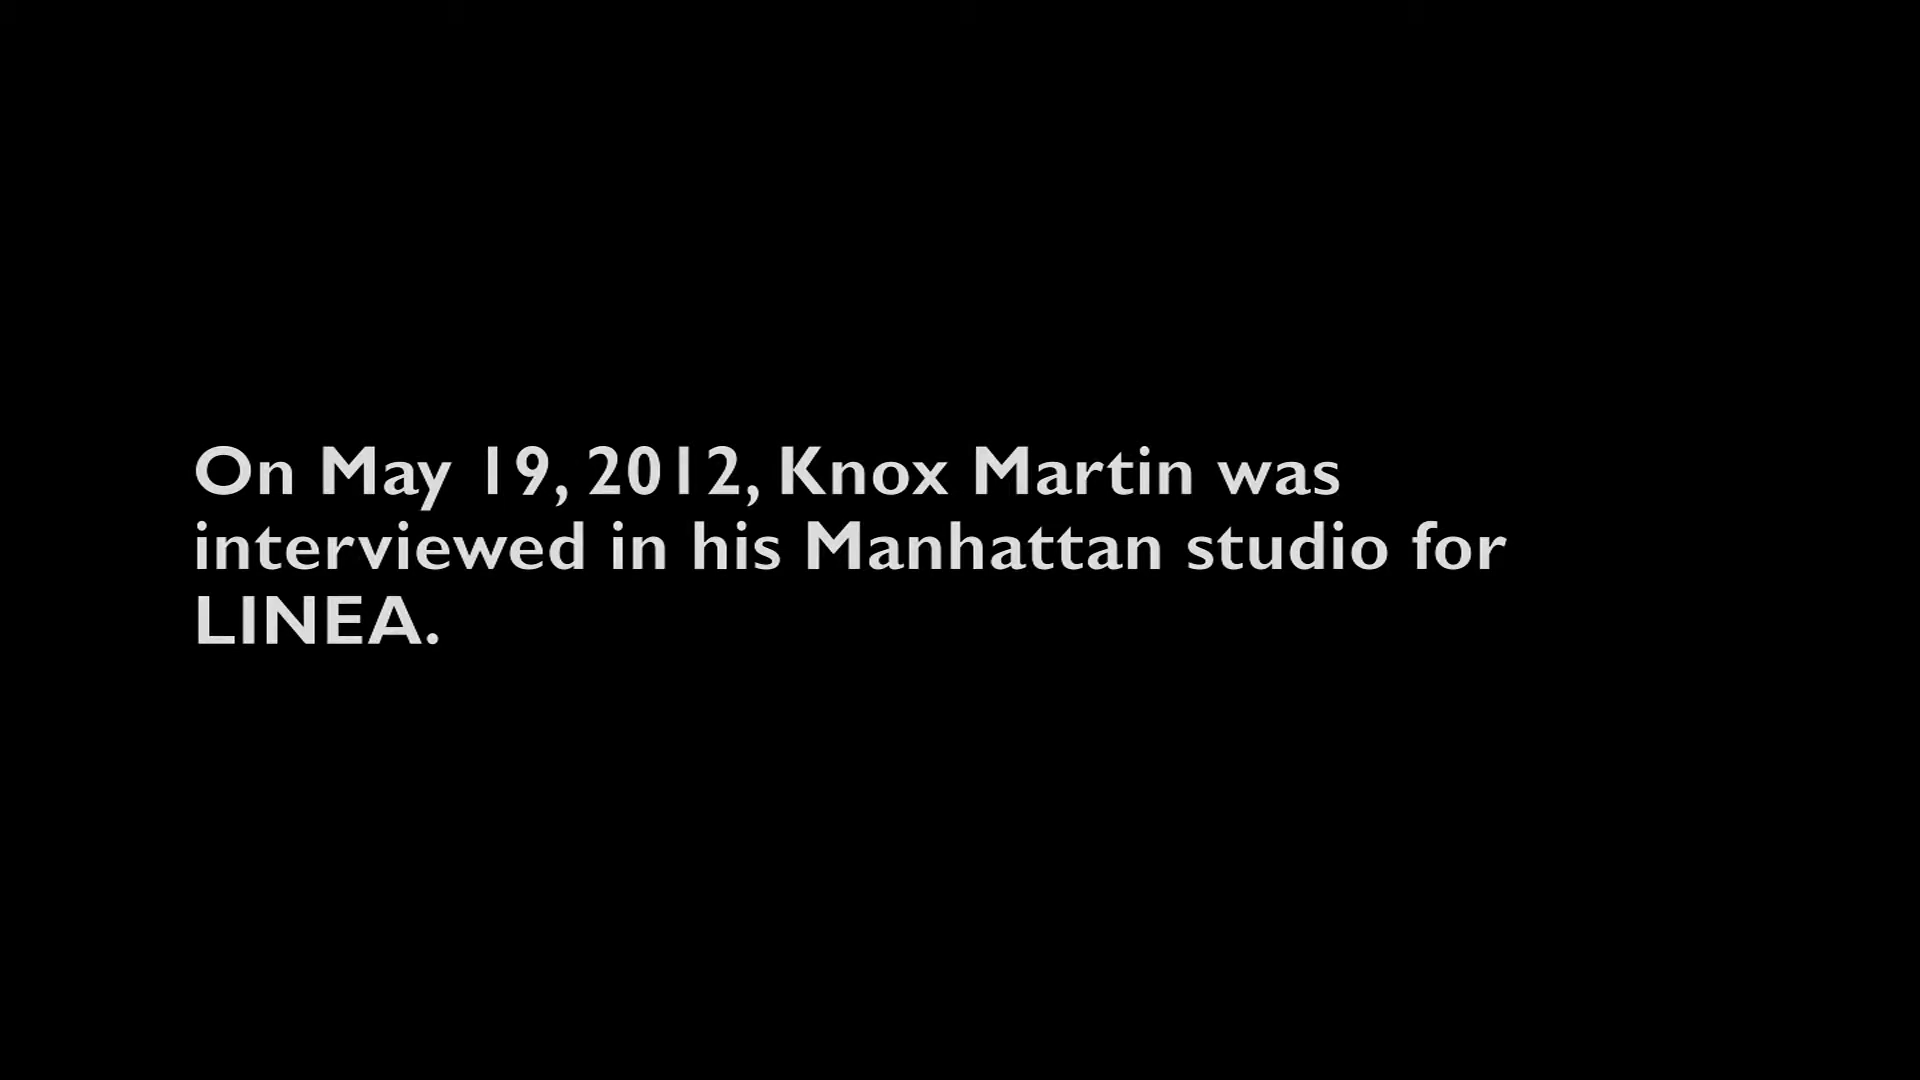 On May 19, 2012, Knox Martin was
interviewed in his Manhattan studio for
LINEA.